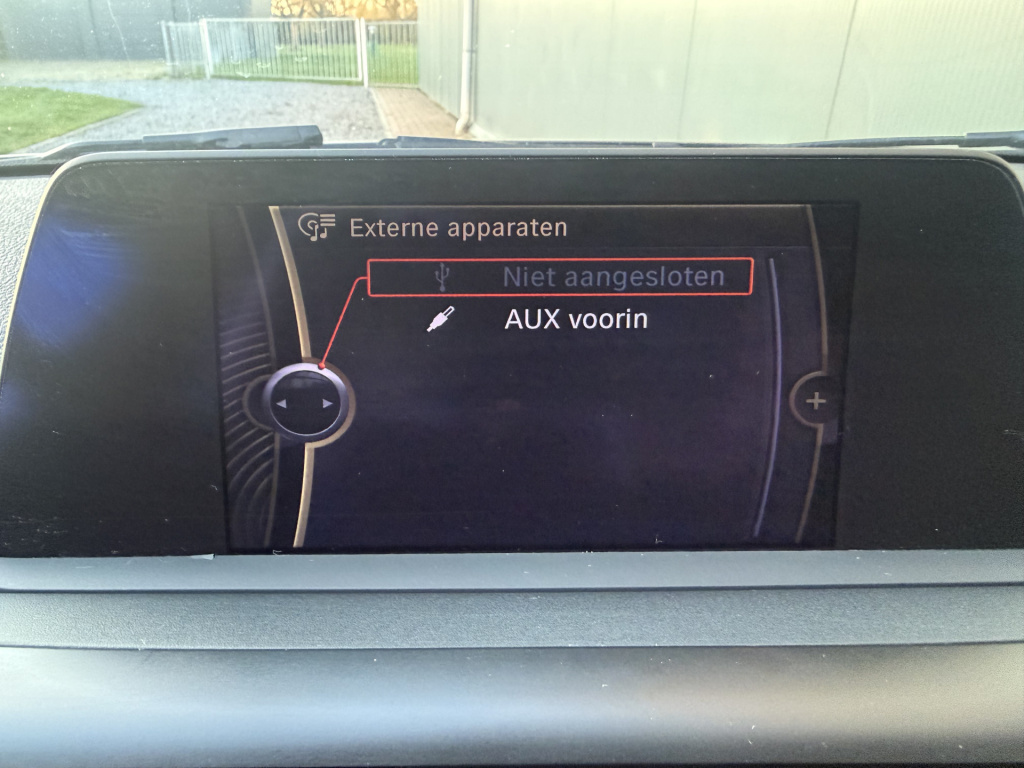 Externe apparaten
Niet aangesloten
AUX voorin